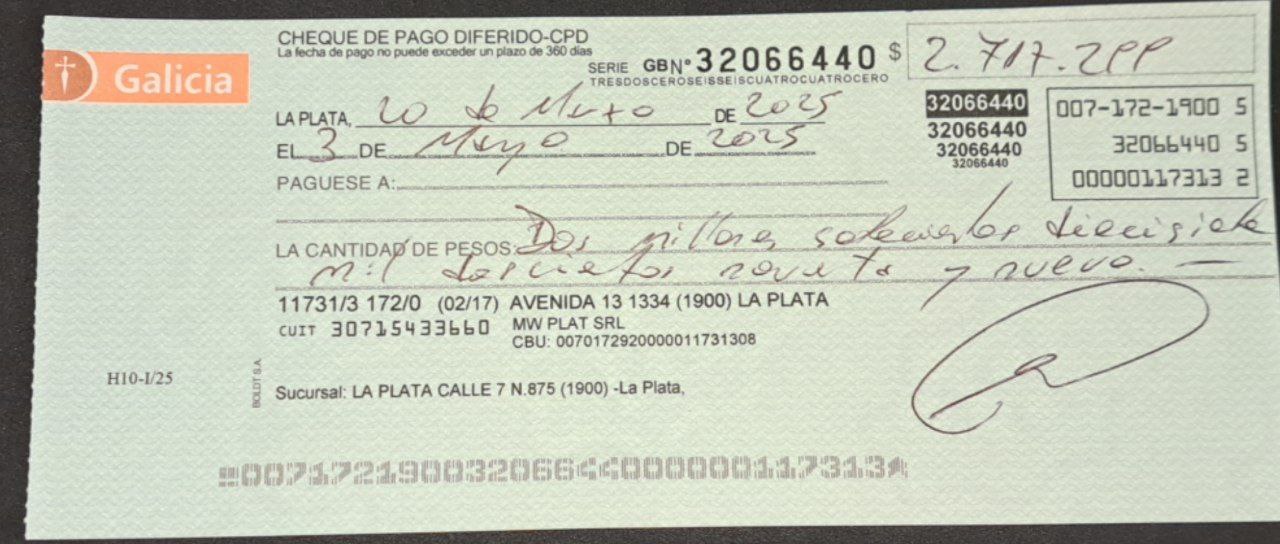 Galicia
CHEQUE DE PAGO DIFERIDO-CPD
La fecha de pago no puede exceder un plazo de 360 días
SERIE GB N° 32066440 $ 2.717.299
TRESDOSCEROSEISSEISCUATROCUATROCERO
LA PLATA, 20 de Marzo DE 2025
EL 3 DE Mayo DE 2025
32066440
32066440
32066440
32066440
007-172-1900 5
32066440 5
00000117313 2
PAGUESE A:
LA CANTIDAD DE PESOS: Dos millones setecientos diecisiete
mil doscientos noventa y nueve. —
11731/3 172/0 (02/17) AVENIDA 13 1334 (1900) LA PLATA
CUIT 30715433660 MW PLAT SRL
CBU: 0070172920000011731308
H10-I/25
BOLDT S.A.
Sucursal: LA PLATA CALLE 7 N.875 (1900) -La Plata,